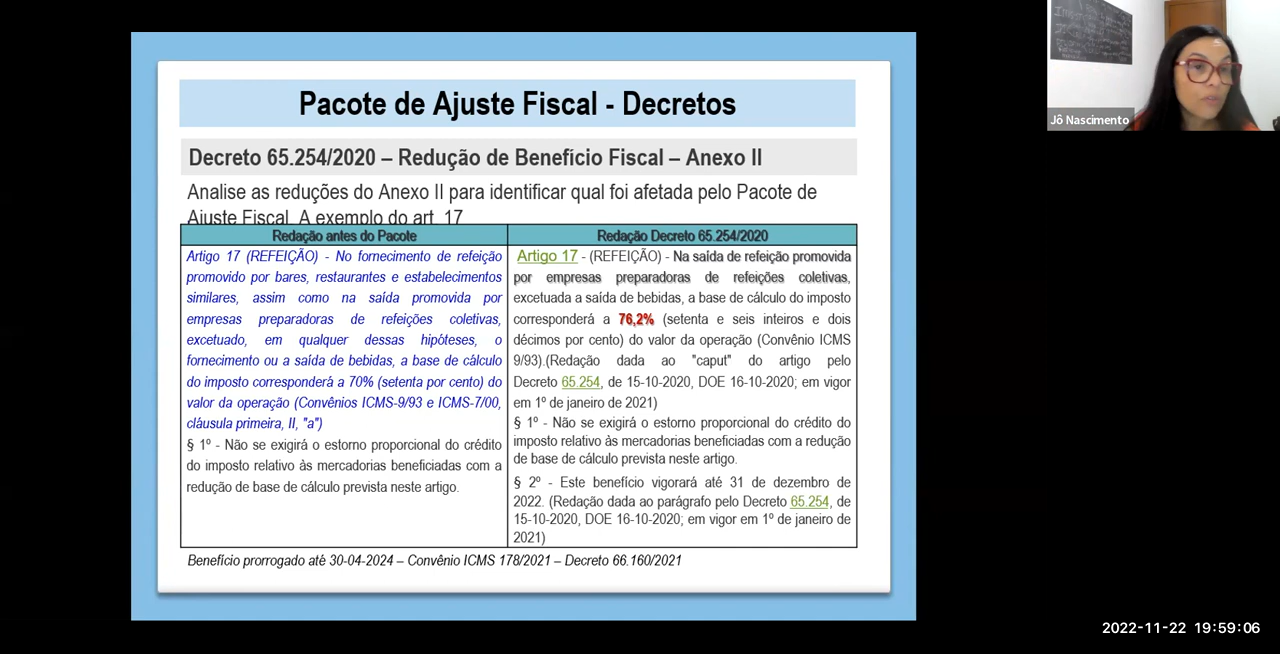 Pacote de Ajuste Fiscal - Decretos
Decreto 65.254/2020 – Redução de Benefício Fiscal – Anexo II
Analise as reduções do Anexo II para identificar qual foi afetada pelo Pacote de
Ajuste Fiscal. A exemplo do art. 17
Redação antes do Pacote
Artigo 17 (REFEIÇÃO) - No fornecimento de refeição
promovido por bares, restaurantes e estabelecimentos
similares, assim como na saída promovida por
empresas preparadoras de refeições coletivas,
excetuado, em qualquer dessas hipóteses, o
fornecimento ou a saída de bebidas, a base de cálculo
do imposto corresponderá a 70% (setenta por cento) do
valor da operação (Convênios ICMS-9/93 e ICMS-7/00,
cláusula primeira, II, "a")
§ 1º - Não se exigirá o estorno proporcional do crédito
do imposto relativo às mercadorias beneficiadas com a
redução de base de cálculo prevista neste artigo.
Redação Decreto 65.254/2020
Artigo 17 - (REFEIÇÃO) - Na saída de refeição promovida
por empresas preparadoras de refeições coletivas,
excetuada a saída de bebidas, a base de cálculo do imposto
corresponderá a 76,2% (setenta e seis inteiros e dois
décimos por cento) do valor da operação (Convênio ICMS
9/93).(Redação dada ao "caput" do artigo pelo
Decreto 65.254, de 15-10-2020, DOE 16-10-2020; em vigor
em 1º de janeiro de 2021)
§ 1º - Não se exigirá o estorno proporcional do crédito do
imposto relativo às mercadorias beneficiadas com a redução
de base de cálculo prevista neste artigo.
§ 2º - Este benefício vigorará até 31 de dezembro de
2022. (Redação dada ao parágrafo pelo Decreto 65.254, de
15-10-2020, DOE 16-10-2020; em vigor em 1º de janeiro de
2021)
Benefício prorrogado até 30-04-2024 – Convênio ICMS 178/2021 – Decreto 66.160/2021
Jô Nascimento
2022-11-22 19:59:06